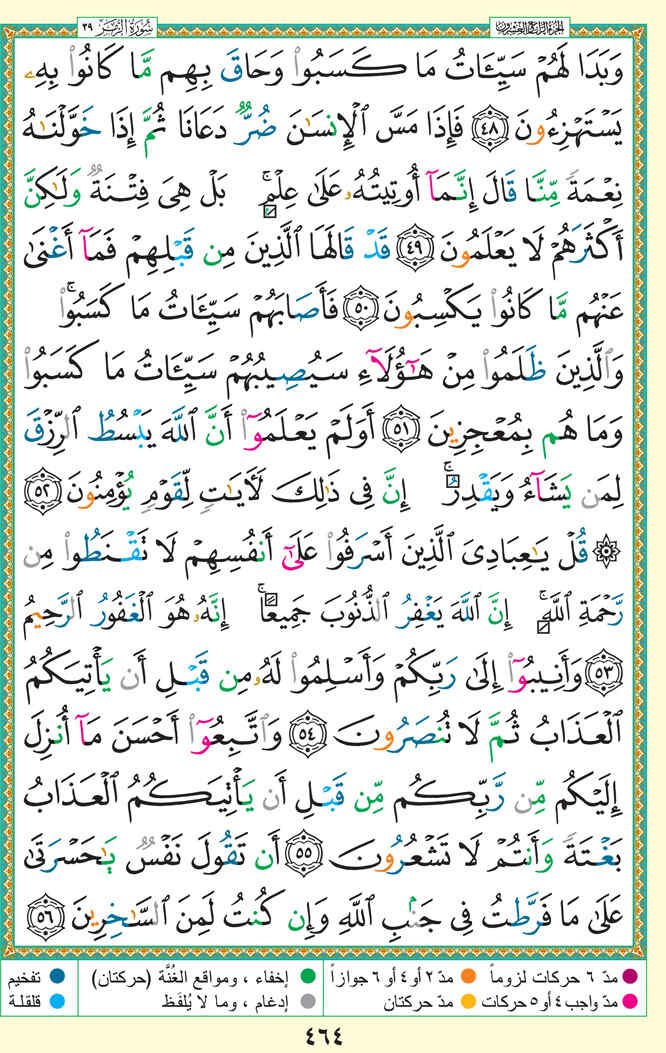 سُورَةُ الزُّمَرِ ٣٩
الجزء الرابع والعشرون
وَبَدَا لَهُمْ سَيِّـَٔاتُ مَا كَسَبُوا۟ وَحَاقَ بِهِم مَّا كَانُوا۟ بِهِۦ
يَسْتَهْزِءُونَ ٤٨ فَإِذَا مَسَّ ٱلْإِنسَـٰنَ ضُرٌّ دَعَانَا ثُمَّ إِذَا خَوَّلْنَـٰهُ
نِعْمَةً مِّنَّا قَالَ إِنَّمَآ أُوتِيتُهُۥ عَلَىٰ عِلْمٍۭ ۚ بَلْ هِىَ فِتْنَةٌ وَلَـٰكِنَّ
أَكْثَرَهُمْ لَا يَعْلَمُونَ ٤٩ قَدْ قَالَهَا ٱلَّذِينَ مِن قَبْلِهِمْ فَمَآ أَغْنَىٰ
عَنْهُم مَّا كَانُوا۟ يَكْسِبُونَ ٥٠ فَأَصَابَهُمْ سَيِّـَٔاتُ مَا كَسَبُوا۟ ۚ
وَٱلَّذِينَ ظَلَمُوا۟ مِنْ هَـٰٓؤُلَآءِ سَيُصِيبُهُمْ سَيِّـَٔاتُ مَا كَسَبُوا۟
وَمَا هُم بِمُعْجِزِينَ ٥١ أَوَلَمْ يَعْلَمُوٓا۟ أَنَّ ٱللَّهَ يَبْسُطُ ٱلرِّزْقَ
لِمَن يَشَآءُ وَيَقْدِرُ ۚ إِنَّ فِى ذَٰلِكَ لَـَٔايَـٰتٍ لِّقَوْمٍ يُؤْمِنُونَ ٥٢
۞ قُلْ يَـٰعِبَادِىَ ٱلَّذِينَ أَسْرَفُوا۟ عَلَىٰٓ أَنفُسِهِمْ لَا تَقْنَطُوا۟ مِن
رَّحْمَةِ ٱللَّهِ ۚ إِنَّ ٱللَّهَ يَغْفِرُ ٱلذُّنُوبَ جَمِيعًا ۚ إِنَّهُۥ هُوَ ٱلْغَفُورُ ٱلرَّحِيمُ
٥٣ وَأَنِيبُوٓا۟ إِلَىٰ رَبِّكُمْ وَأَسْلِمُوا۟ لَهُۥ مِن قَبْلِ أَن يَأْتِيَكُمُ
ٱلْعَذَابُ ثُمَّ لَا تُنصَرُونَ ٥٤ وَٱتَّبِعُوٓا۟ أَحْسَنَ مَآ أُنزِلَ
إِلَيْكُم مِّن رَّبِّكُم مِّن قَبْلِ أَن يَأْتِيَكُمُ ٱلْعَذَابُ
بَغْتَةً وَأَنتُمْ لَا تَشْعُرُونَ ٥٥ أَن تَقُولَ نَفْسٌ يَـٰحَسْرَتَىٰ
عَلَىٰ مَا فَرَّطتُ فِى جَنۢبِ ٱللَّهِ وَإِن كُنتُ لَمِنَ ٱلسَّـٰخِرِينَ ٥٦
مدّ ٦ حركات لزوماً مدّ ٢ أو ٤ أو ٦ جوازاً إخفاء ، ومواقع الغُنَّة (حركتان) تفخيم
مدّ واجب ٤ أو ٥ حركات مدّ حركتان إدغام ، وما لا يُلفَظ قلقلة
٤٦٤